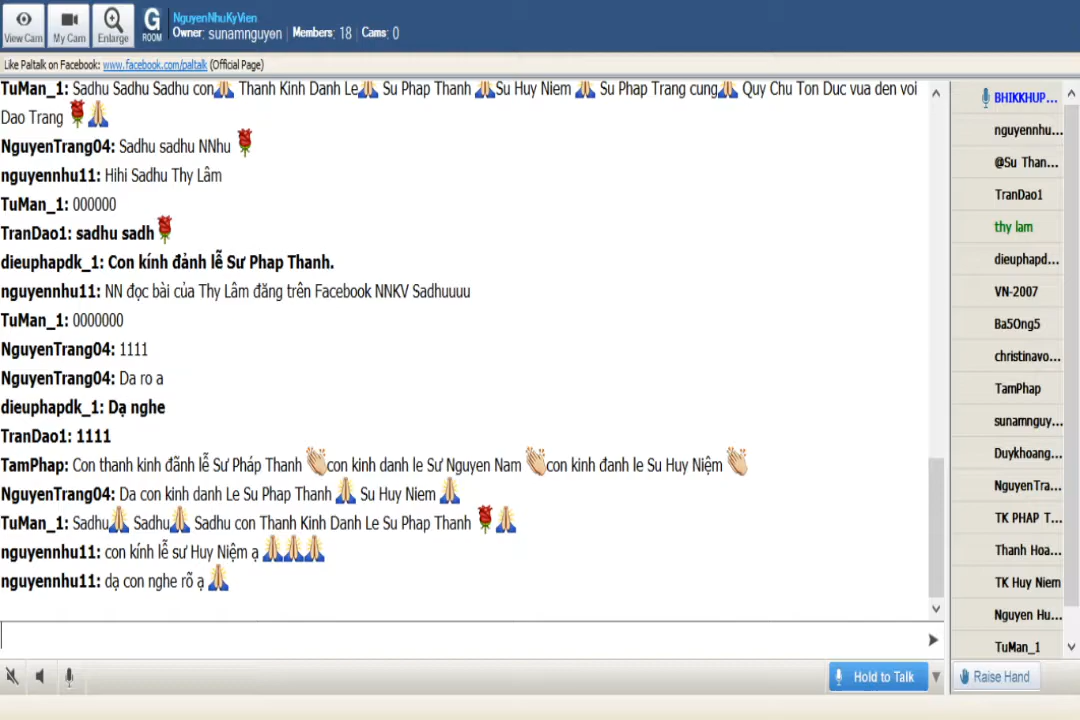 View Cam
My Cam
Enlarge
G
ROOM
NguyenNhuKyVien
Owner: sunamnguyen | Members: 18 | Cams: 0
Like Paltalk on Facebook: www.facebook.com/paltalk (Official Page)
TuMan_1: Sadhu Sadhu Sadhu con🙏 Thanh Kinh Danh Le🙏 Su Phap Thanh 🙏Su Huy Niem 🙏 Su Phap Trang cung🙏 Quy Chu Ton Duc vua den voi
Dao Trang 🌹🙏
NguyenTrang04: Sadhu sadhu NNhu 🌹
nguyennhu11: Hihi Sadhu Thy Lâm
TuMan_1: 000000
TranDao1: sadhu sadh🌹
dieuphapdk_1: Con kính đảnh lễ Sư Phap Thanh.
nguyennhu11: NN đọc bài của Thy Lâm đăng trên Facebook NNKV Sadhuuuu
TuMan_1: 0000000
NguyenTrang04: 1111
NguyenTrang04: Da ro a
dieuphapdk_1: Dạ nghe
TranDao1: 1111
TamPhap: Con thanh kinh đãnh lễ Sư Pháp Thanh 👏con kinh danh le Sư Nguyen Nam 👏con kinh đanh le Su Huy Niệm 👏
NguyenTrang04: Da con kinh danh Le Su Phap Thanh 🙏 Su Huy Niem 🙏
TuMan_1: Sadhu🙏 Sadhu🙏 Sadhu con Thanh Kinh Danh Le Su Phap Thanh 🌹🙏
nguyennhu11: con kính lễ sư Huy Niệm ạ 🙏🙏🙏
nguyennhu11: dạ con nghe rõ ạ 🙏
BHIKKHUP...
nguyennhu...
@Su Than...
TranDao1
thy lam
dieuphapd...
VN-2007
Ba5Ong5
christinavo...
TamPhap
sunamnguy...
Duykhoang...
NguyenTra...
TK PHAP T...
Thanh Hoa...
TK Huy Niem
Nguyen Hu...
TuMan_1
Hold to Talk
Raise Hand